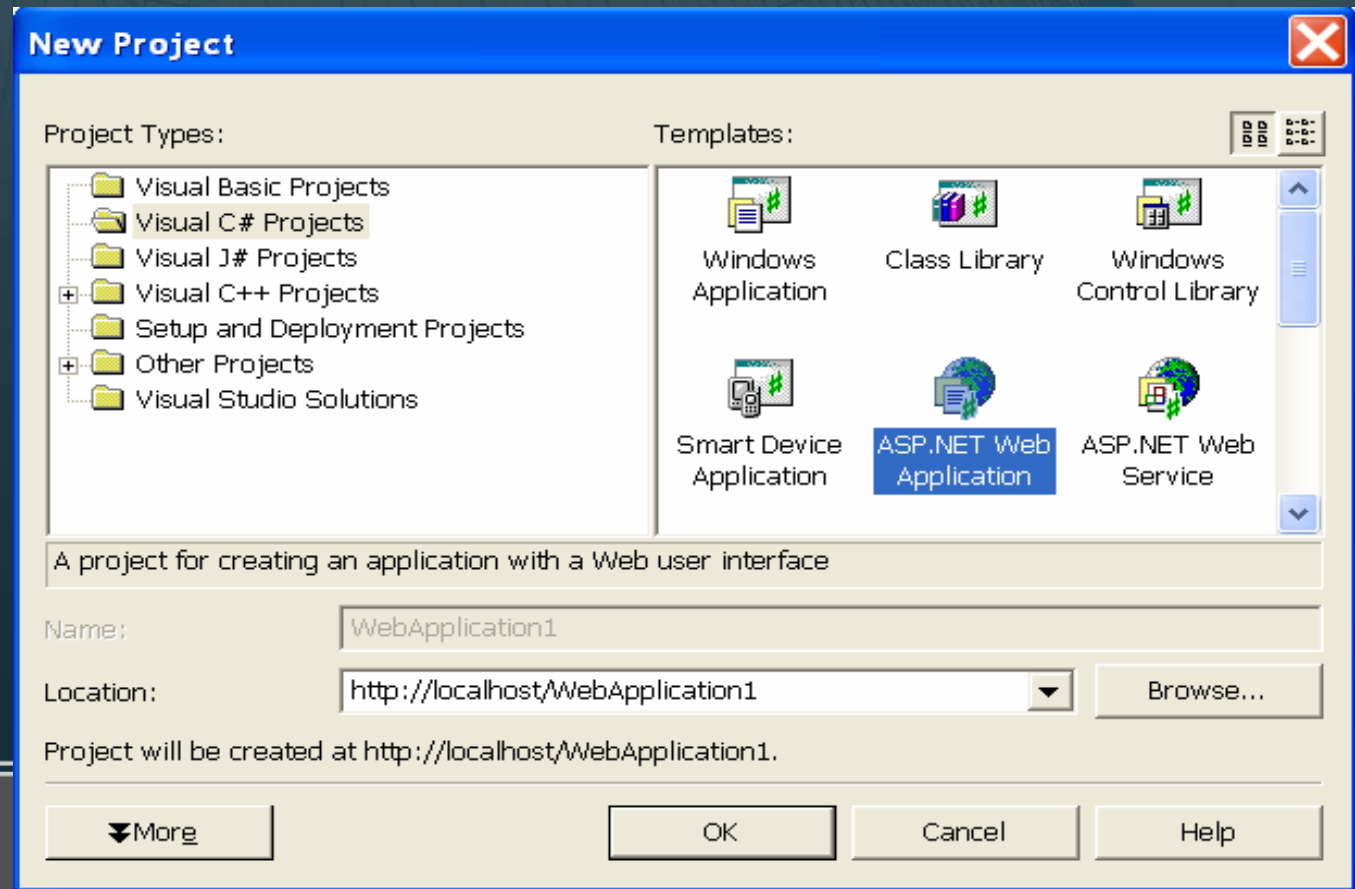 New Project
Project Types:
Templates:
Visual Basic Projects
Visual C# Projects
Visual J# Projects
Visual C++ Projects
Setup and Deployment Projects
Other Projects
Visual Studio Solutions
Windows
Application
Class Library
Windows
Control Library
Smart Device
Application
ASP.NET Web
Application
ASP.NET Web
Service
A project for creating an application with a Web user interface
Name:
WebApplication1
Location:
http://localhost/WebApplication1
Browse...
Project will be created at http://localhost/WebApplication1.
More
OK
Cancel
Help